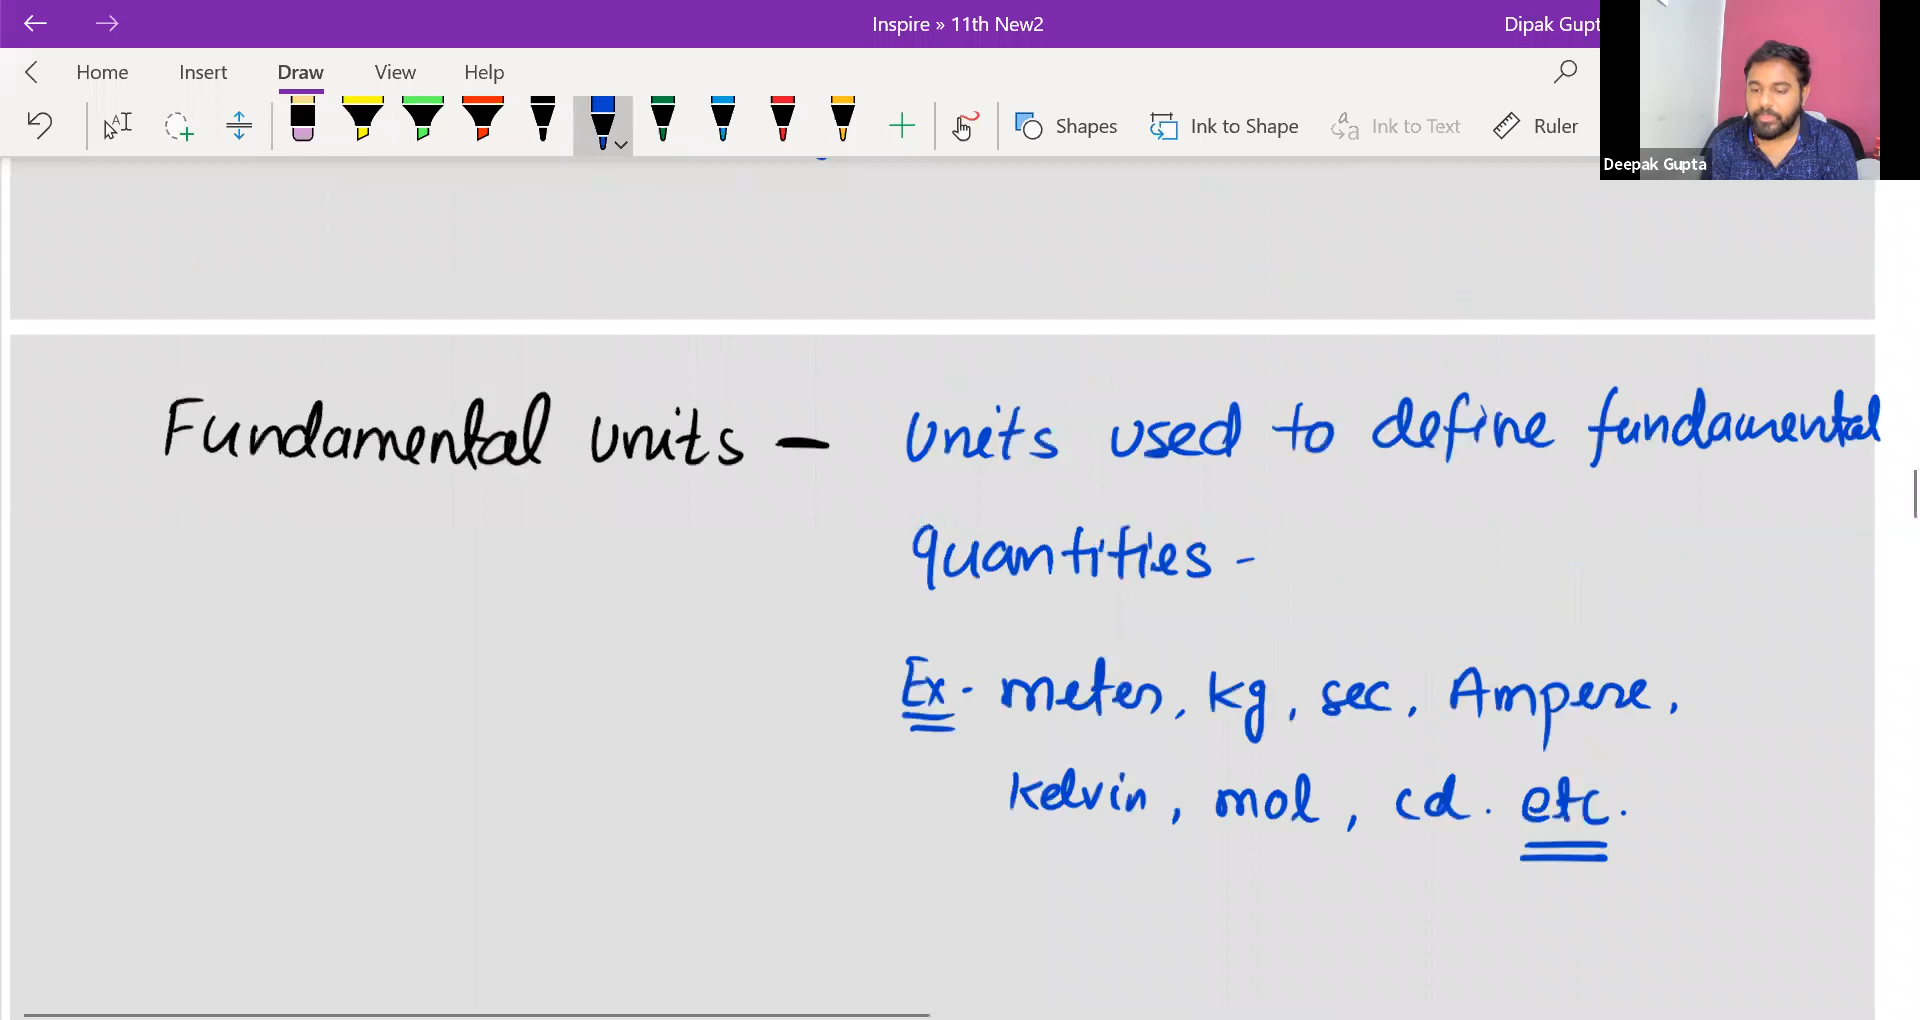 Inspire » 11th New2
Dipak Gupt
Home Insert Draw View Help
Shapes Ink to Shape Ink to Text Ruler
Deepak Gupta
Fundamental units - Units used to define fundamental
quantities -
Ex - meter, kg, sec, Ampere,
kelvin, mol, cd. etc.